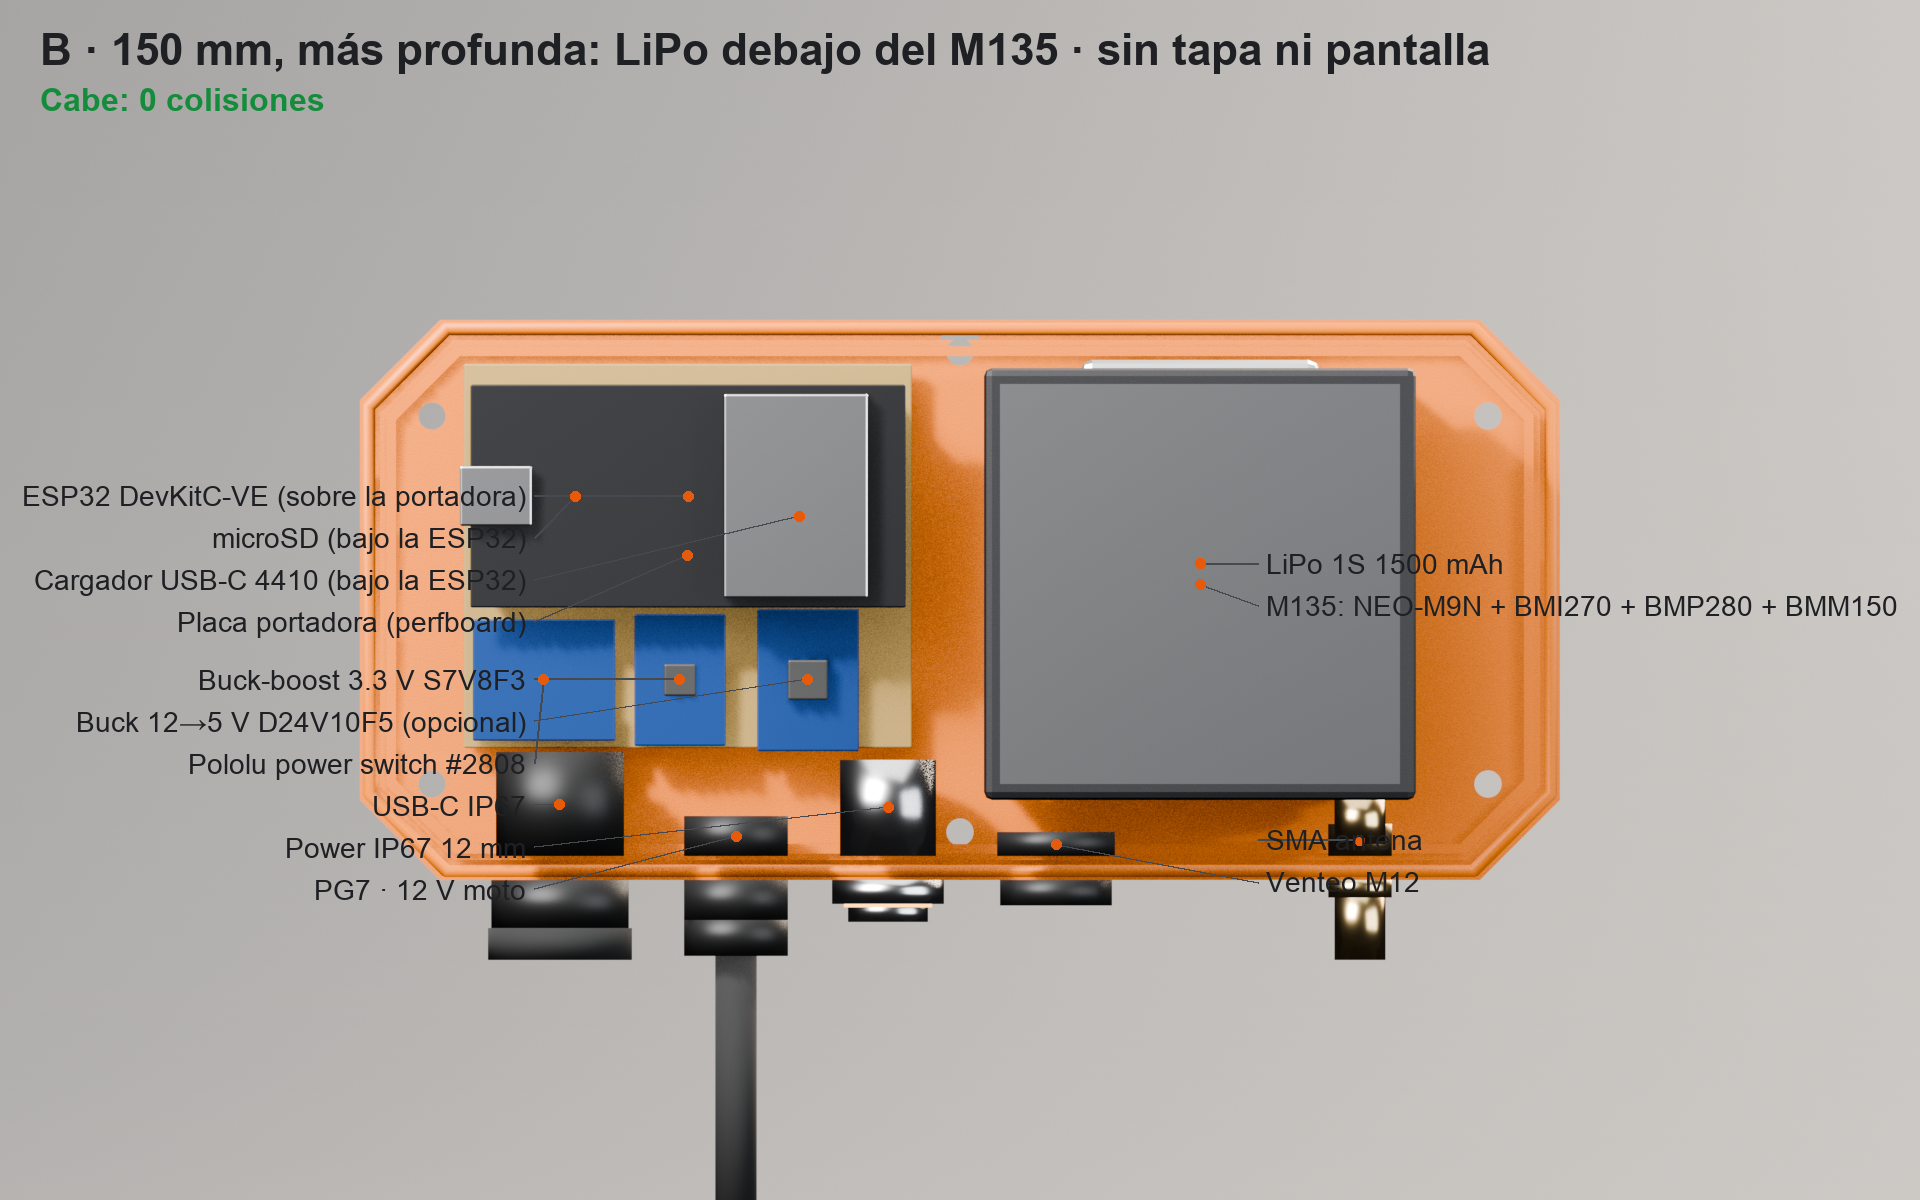 B · 150 mm, más profunda: LiPo debajo del M135 · sin tapa ni pantalla
Cabe: 0 colisiones
ESP32 DevKitC-VE (sobre la portadora)
microSD (bajo la ESP32)
Cargador USB-C 4410 (bajo la ESP32)
Placa portadora (perfboard)
Buck-boost 3.3 V S7V8F3
Buck 12→5 V D24V10F5 (opcional)
Pololu power switch #2808
USB-C IP67
Power IP67 12 mm
PG7 · 12 V moto
LiPo 1S 1500 mAh
M135: NEO-M9N + BMI270 + BMP280 + BMM150
SMA antena
Venteo M12